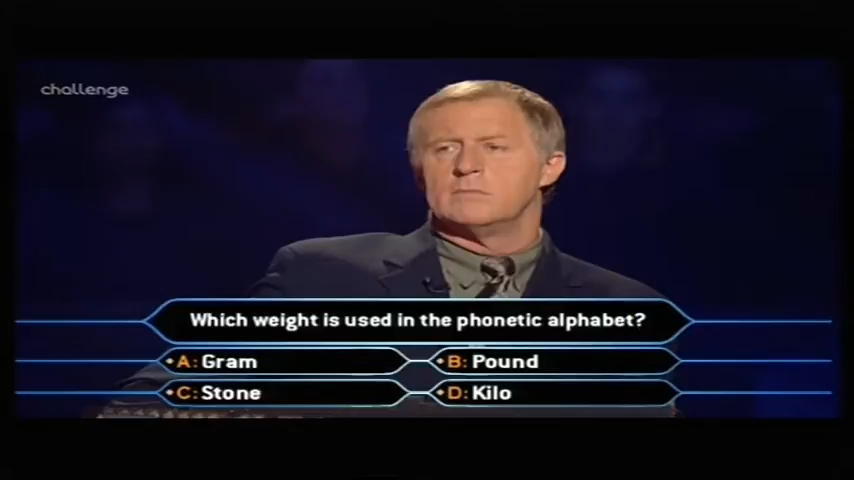 challenge
Which weight is used in the phonetic alphabet?
A: Gram
B: Pound
C: Stone
D: Kilo